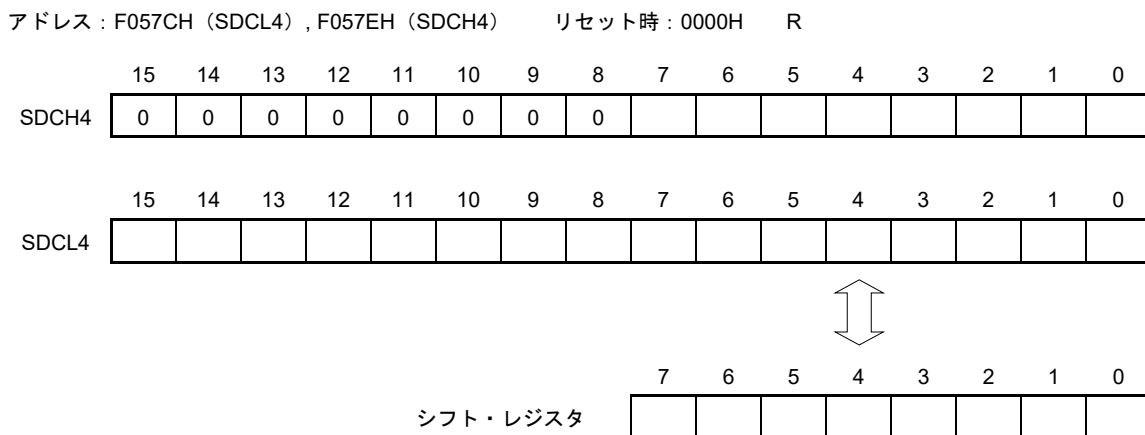 アドレス：F057CH（SDCL4）, F057EH（SDCH4）　　リセット時：0000H　　R
15 14 13 12 11 10 9 8 7 6 5 4 3 2 1 0
SDCH4 0 0 0 0 0 0 0 0
15 14 13 12 11 10 9 8 7 6 5 4 3 2 1 0
SDCL4
7 6 5 4 3 2 1 0
シフト・レジスタ